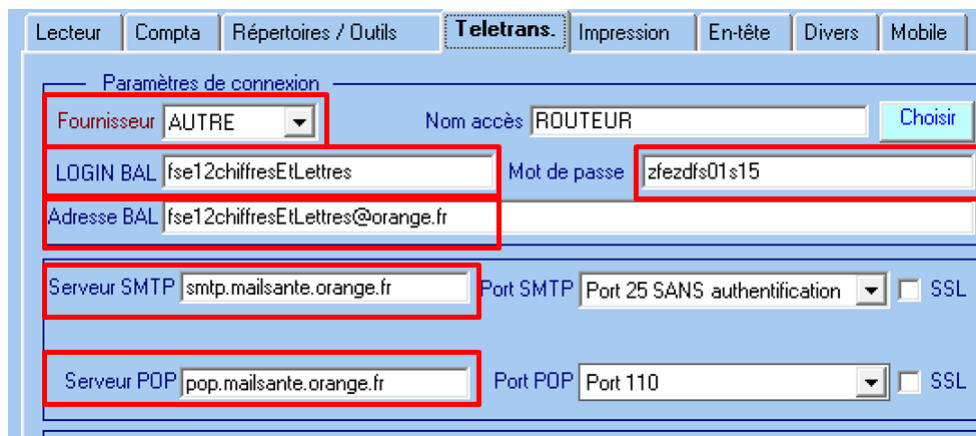 Lecteur Compta Répertoires / Outils Teletrans. Impression En-tête Divers Mobile
Paramètres de connexion
Fournisseur AUTRE Nom accès ROUTEUR Choisir
LOGIN BAL fse12chiffresEtLettres Mot de passe zfezdfs01s15
Adresse BAL fse12chiffresEtLettres@orange.fr
Serveur SMTP smtp.mailsante.orange.fr Port SMTP Port 25 SANS authentification SSL
Serveur POP pop.mailsante.orange.fr Port POP Port 110 SSL